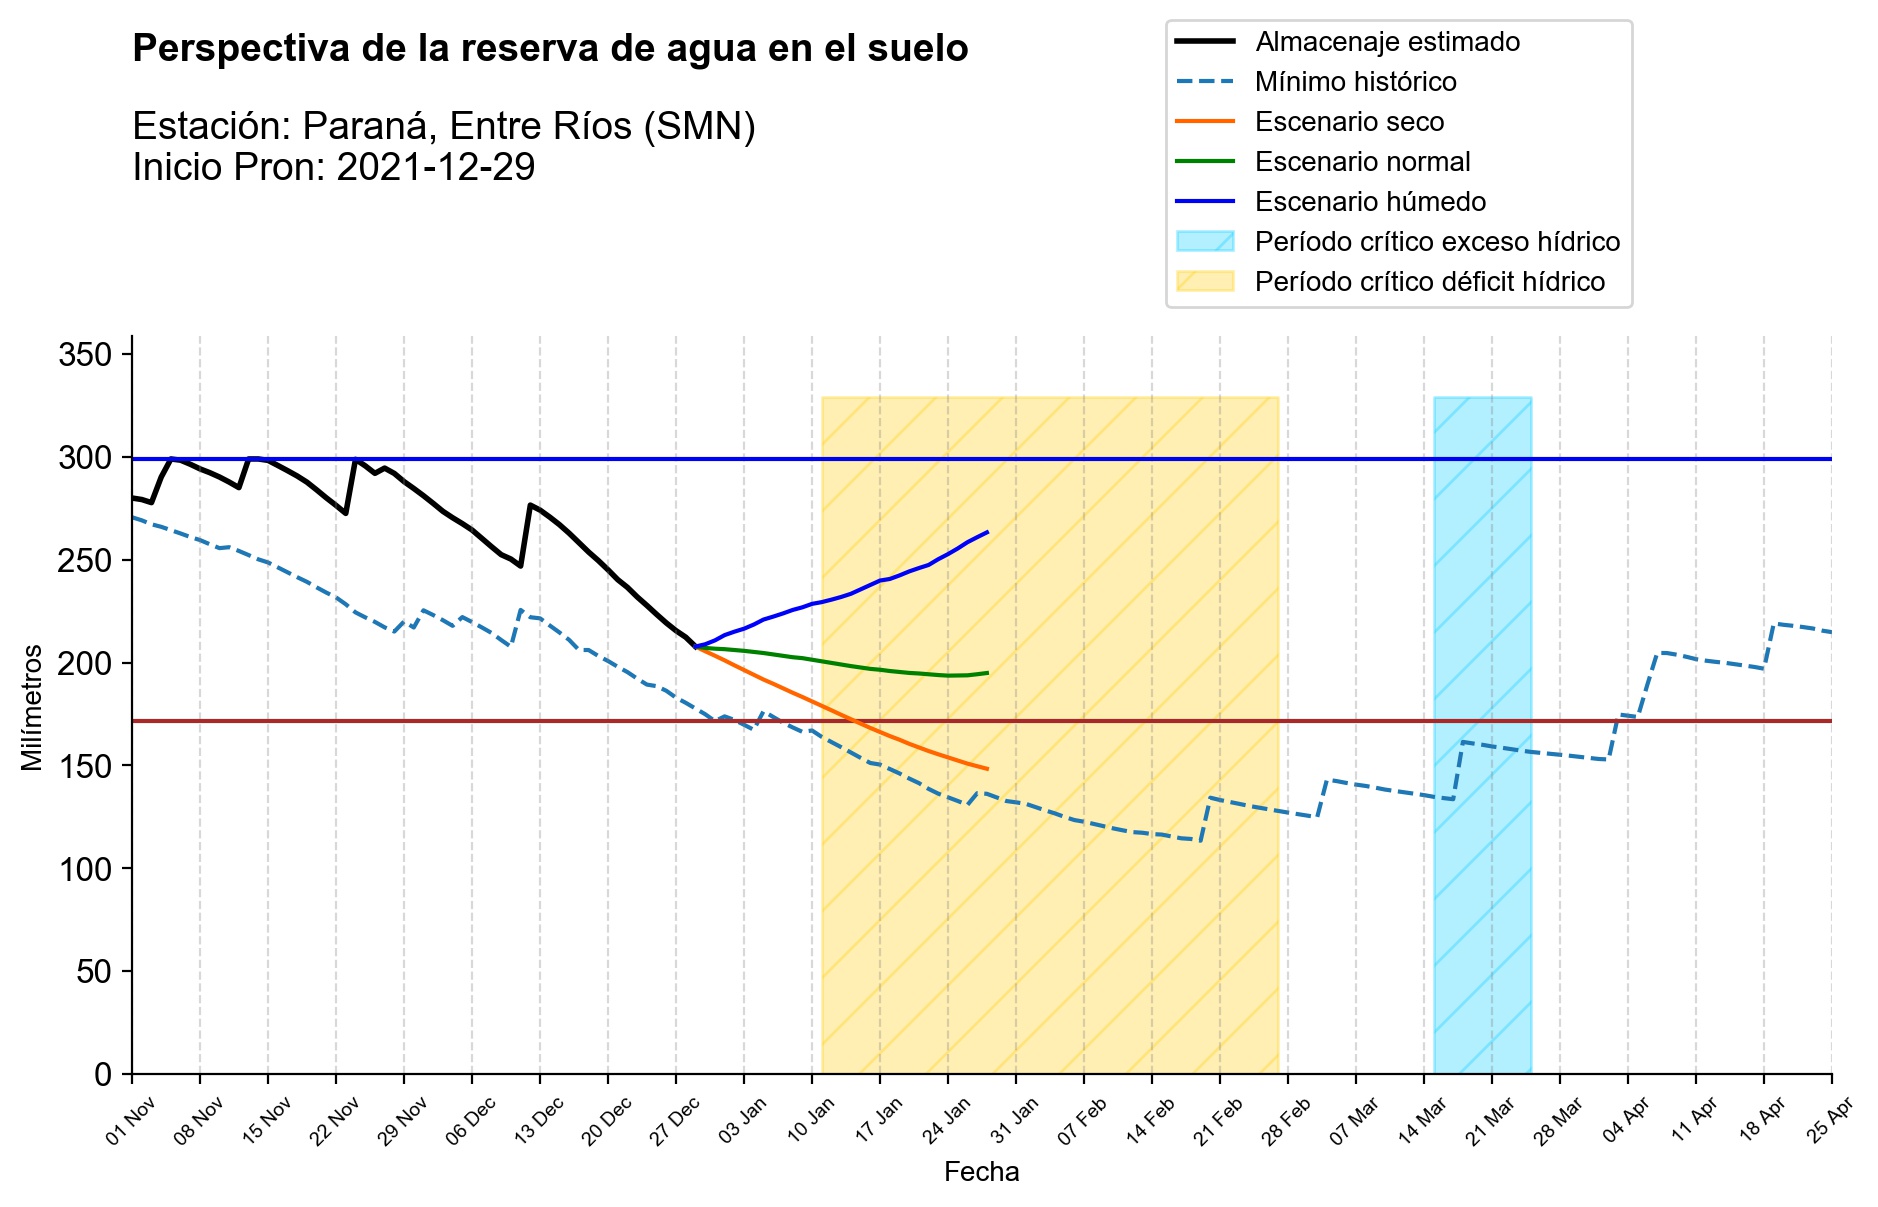 Perspectiva de la reserva de agua en el suelo
Estación: Paraná, Entre Ríos (SMN)
Inicio Pron: 2021-12-29
Almacenaje estimado
Mínimo histórico
Escenario seco
Escenario normal
Escenario húmedo
Período crítico exceso hídrico
Período crítico déficit hídrico
350
300
250
200
150
100
50
0
Milímetros
01 Nov
08 Nov
15 Nov
22 Nov
29 Nov
06 Dec
13 Dec
20 Dec
27 Dec
03 Jan
10 Jan
17 Jan
24 Jan
31 Jan
07 Feb
14 Feb
21 Feb
28 Feb
07 Mar
14 Mar
21 Mar
28 Mar
04 Apr
11 Apr
18 Apr
25 Apr
Fecha